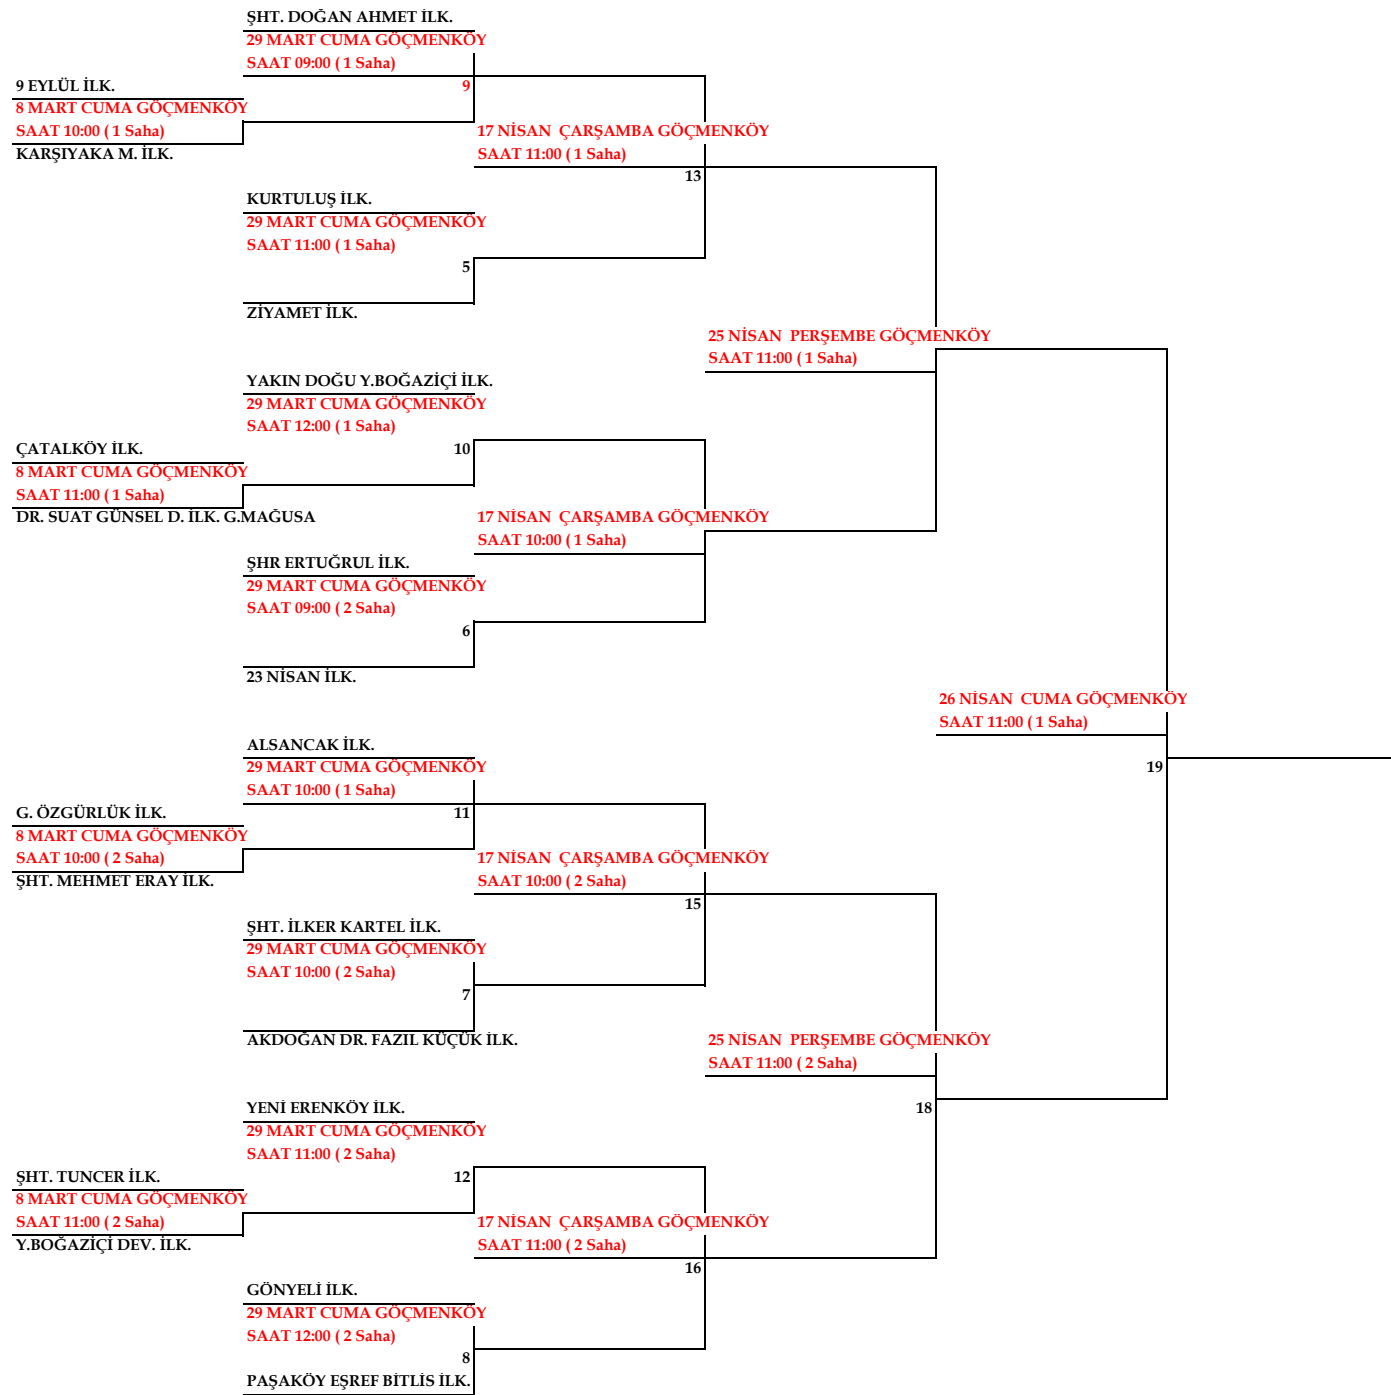 ŞHT. DOĞAN AHMET İLK.
29 MART CUMA GÖÇMENKÖY
SAAT 09:00 ( 1 Saha)
9 EYLÜL İLK.
9
8 MART CUMA GÖÇMENKÖY
SAAT 10:00 ( 1 Saha)
17 NİSAN  ÇARŞAMBA GÖÇMENKÖY
KARŞIYAKA M. İLK.
SAAT 11:00 ( 1 Saha)
13
KURTULUŞ İLK.
29 MART CUMA GÖÇMENKÖY
SAAT 11:00 ( 1 Saha)
5
ZİYAMET İLK.
25 NİSAN  PERŞEMBE GÖÇMENKÖY
SAAT 11:00 ( 1 Saha)
YAKIN DOĞU Y.BOĞAZİÇİ İLK.
29 MART CUMA GÖÇMENKÖY
SAAT 12:00 ( 1 Saha)
ÇATALKÖY İLK.
10
8 MART CUMA GÖÇMENKÖY
SAAT 11:00 ( 1 Saha)
DR. SUAT GÜNSEL D. İLK. G.MAĞUSA
17 NİSAN  ÇARŞAMBA GÖÇMENKÖY
SAAT 10:00 ( 1 Saha)
ŞHR ERTUĞRUL İLK.
29 MART CUMA GÖÇMENKÖY
SAAT 09:00 ( 2 Saha)
6
23 NİSAN İLK.
26 NİSAN  CUMA GÖÇMENKÖY
SAAT 11:00 ( 1 Saha)
ALSANCAK İLK.
29 MART CUMA GÖÇMENKÖY
19
SAAT 10:00 ( 1 Saha)
G. ÖZGÜRLÜK İLK.
11
8 MART CUMA GÖÇMENKÖY
SAAT 10:00 ( 2 Saha)
17 NİSAN  ÇARŞAMBA GÖÇMENKÖY
ŞHT. MEHMET ERAY İLK.
SAAT 10:00 ( 2 Saha)
15
ŞHT. İLKER KARTEL İLK.
29 MART CUMA GÖÇMENKÖY
SAAT 10:00 ( 2 Saha)
7
AKDOĞAN DR. FAZIL KÜÇÜK İLK.
25 NİSAN  PERŞEMBE GÖÇMENKÖY
SAAT 11:00 ( 2 Saha)
YENİ ERENKÖY İLK.
18
29 MART CUMA GÖÇMENKÖY
SAAT 11:00 ( 2 Saha)
ŞHT. TUNCER İLK.
12
8 MART CUMA GÖÇMENKÖY
SAAT 11:00 ( 2 Saha)
17 NİSAN  ÇARŞAMBA GÖÇMENKÖY
Y.BOĞAZİÇİ DEV. İLK.
SAAT 11:00 ( 2 Saha)
16
GÖNYELİ İLK.
29 MART CUMA GÖÇMENKÖY
SAAT 12:00 ( 2 Saha)
8
PAŞAKÖY EŞREF BİTLİS İLK.